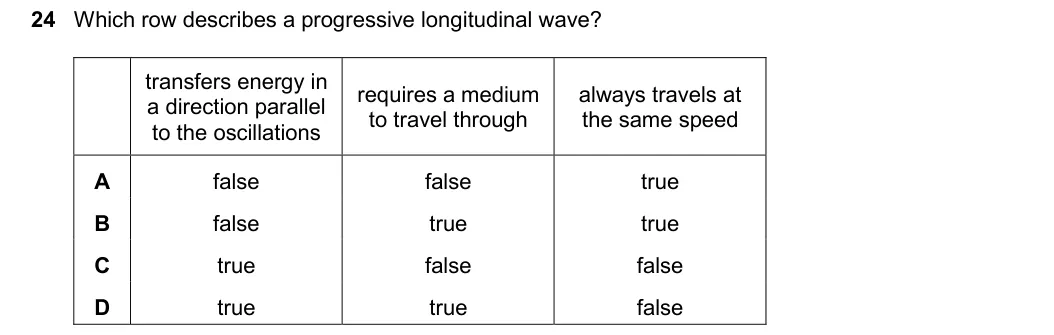 24 Which row describes a progressive longitudinal wave?
transfers energy in
a direction parallel
to the oscillations
requires a medium
to travel through
always travels at
the same speed
A false false true
B false true true
C true false false
D true true false